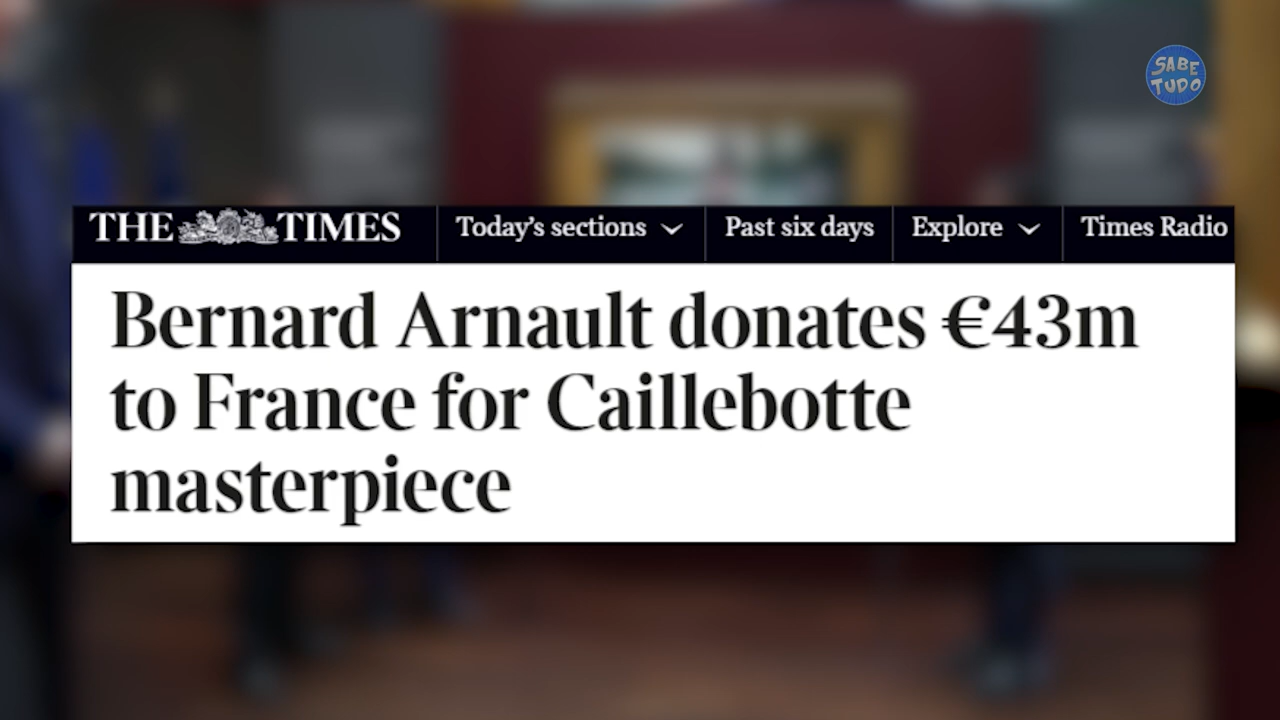 SABE
TUDO
THE TIMES Today's sections Past six days Explore Times Radio
Bernard Arnault donates €43m
to France for Caillebotte
masterpiece